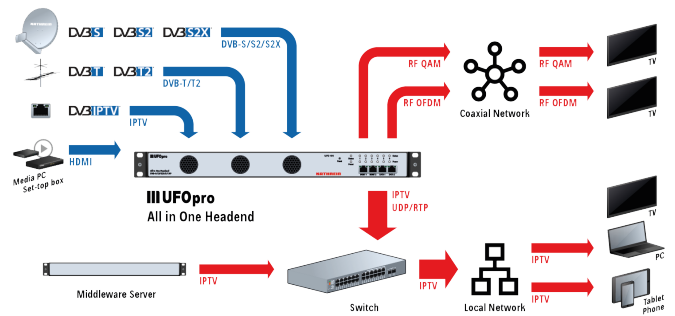 DVB S
DVB S2
DVB S2X
DVB-S/S2/S2X
DVB T
DVB T2
DVB-T/T2
DVB IPTV
IPTV
HDMI
Media PC
Set-top box
UFOpro
KATHREIN
UFOpro
All in One Headend
RF QAM
RF OFDM
Coaxial Network
RF QAM
TV
RF OFDM
TV
IPTV
UDP/RTP
Middleware Server
IPTV
Switch
IPTV
Local Network
TV
IPTV
PC
IPTV
Tablet
Phone